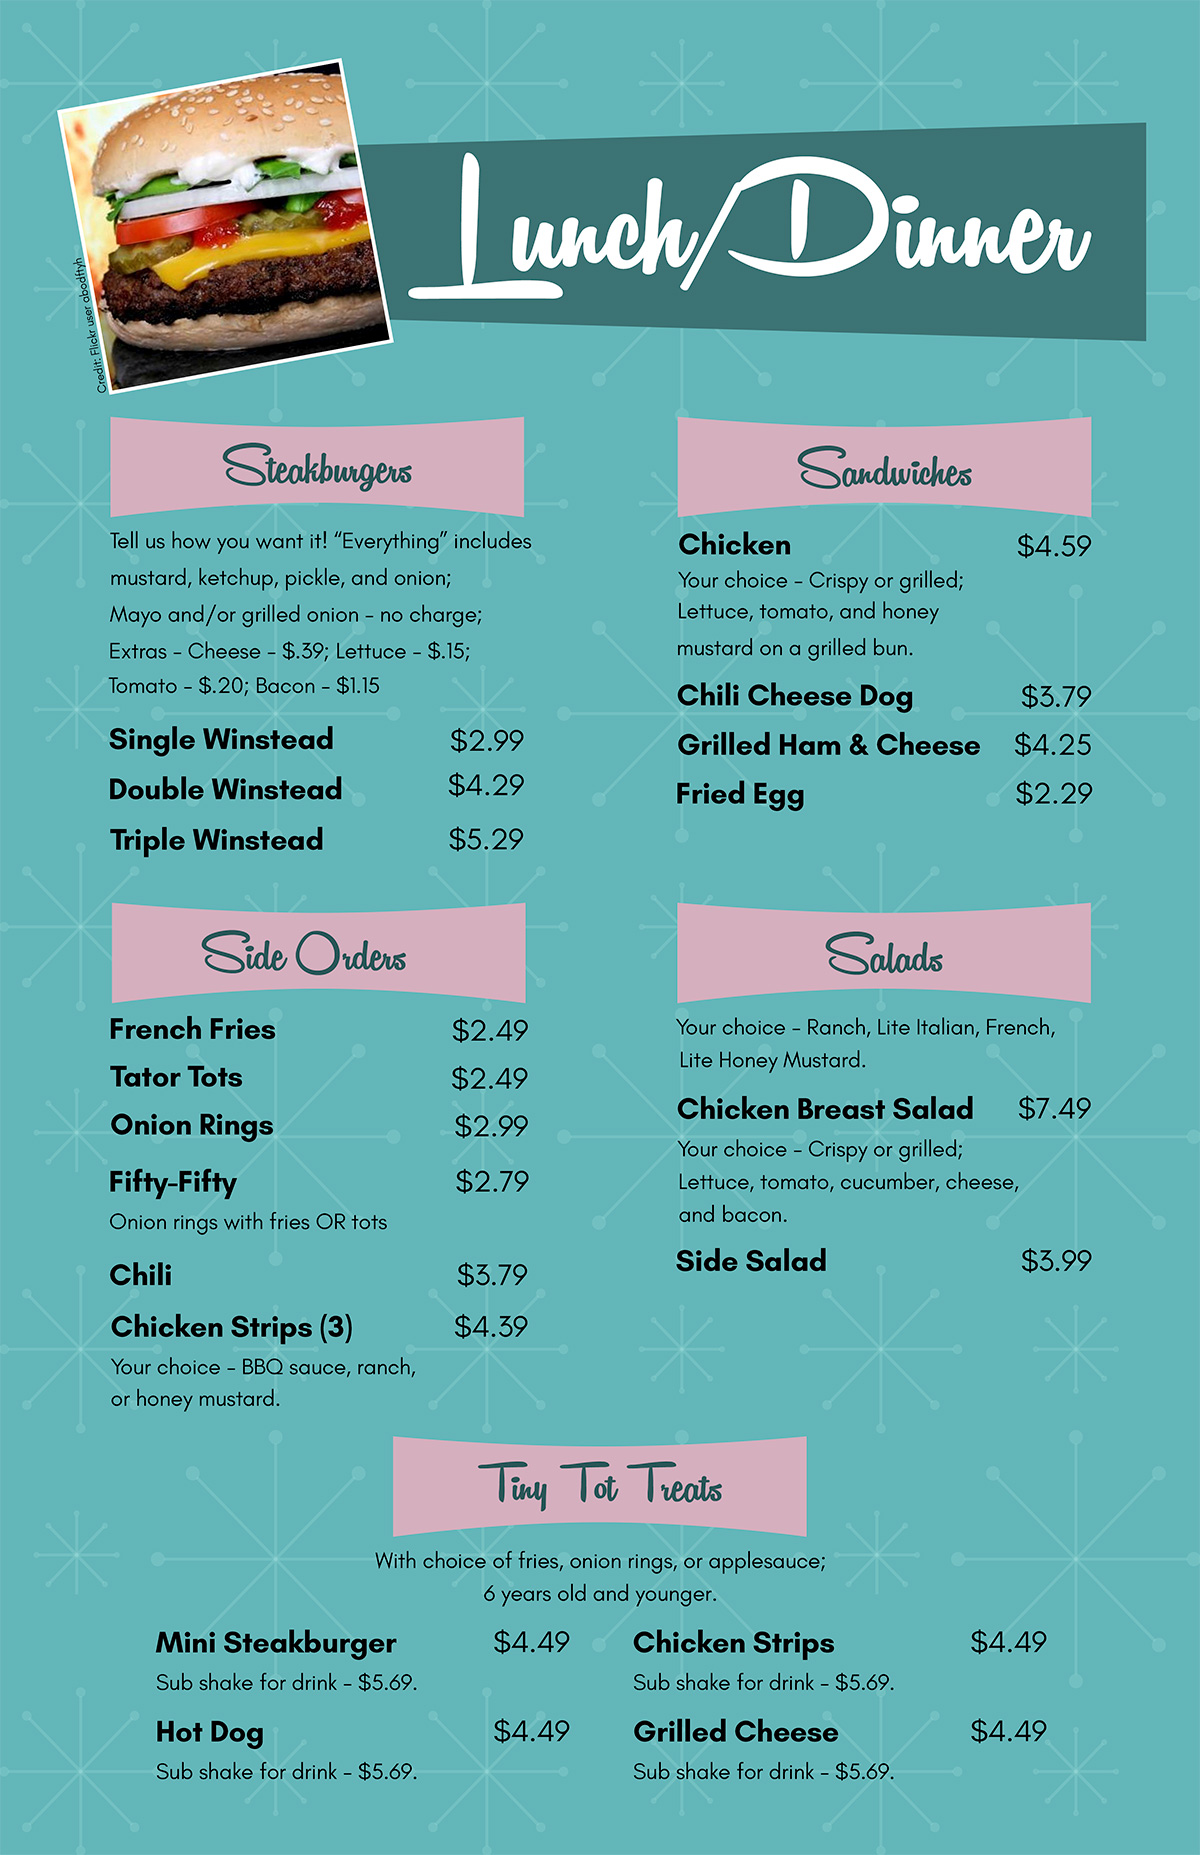 Lunch/Dinner
Credit: Flickr user abodftyh
Steakburgers
Tell us how you want it! “Everything” includes
mustard, ketchup, pickle, and onion;
Mayo and/or grilled onion - no charge;
Extras - Cheese - $.39; Lettuce - $.15;
Tomato - $.20; Bacon - $1.15
Single Winstead $2.99
Double Winstead $4.29
Triple Winstead $5.29
Sandwiches
Chicken $4.59
Your choice - Crispy or grilled;
Lettuce, tomato, and honey
mustard on a grilled bun.
Chili Cheese Dog $3.79
Grilled Ham & Cheese $4.25
Fried Egg $2.29
Side Orders
French Fries $2.49
Tator Tots $2.49
Onion Rings $2.99
Fifty-Fifty $2.79
Onion rings with fries OR tots
Chili $3.79
Chicken Strips (3) $4.39
Your choice - BBQ sauce, ranch,
or honey mustard.
Salads
Your choice - Ranch, Lite Italian, French,
Lite Honey Mustard.
Chicken Breast Salad $7.49
Your choice - Crispy or grilled;
Lettuce, tomato, cucumber, cheese,
and bacon.
Side Salad $3.99
Tiny Tot Treats
With choice of fries, onion rings, or applesauce;
6 years old and younger.
Mini Steakburger $4.49
Sub shake for drink - $5.69.
Hot Dog $4.49
Sub shake for drink - $5.69.
Chicken Strips $4.49
Sub shake for drink - $5.69.
Grilled Cheese $4.49
Sub shake for drink - $5.69.